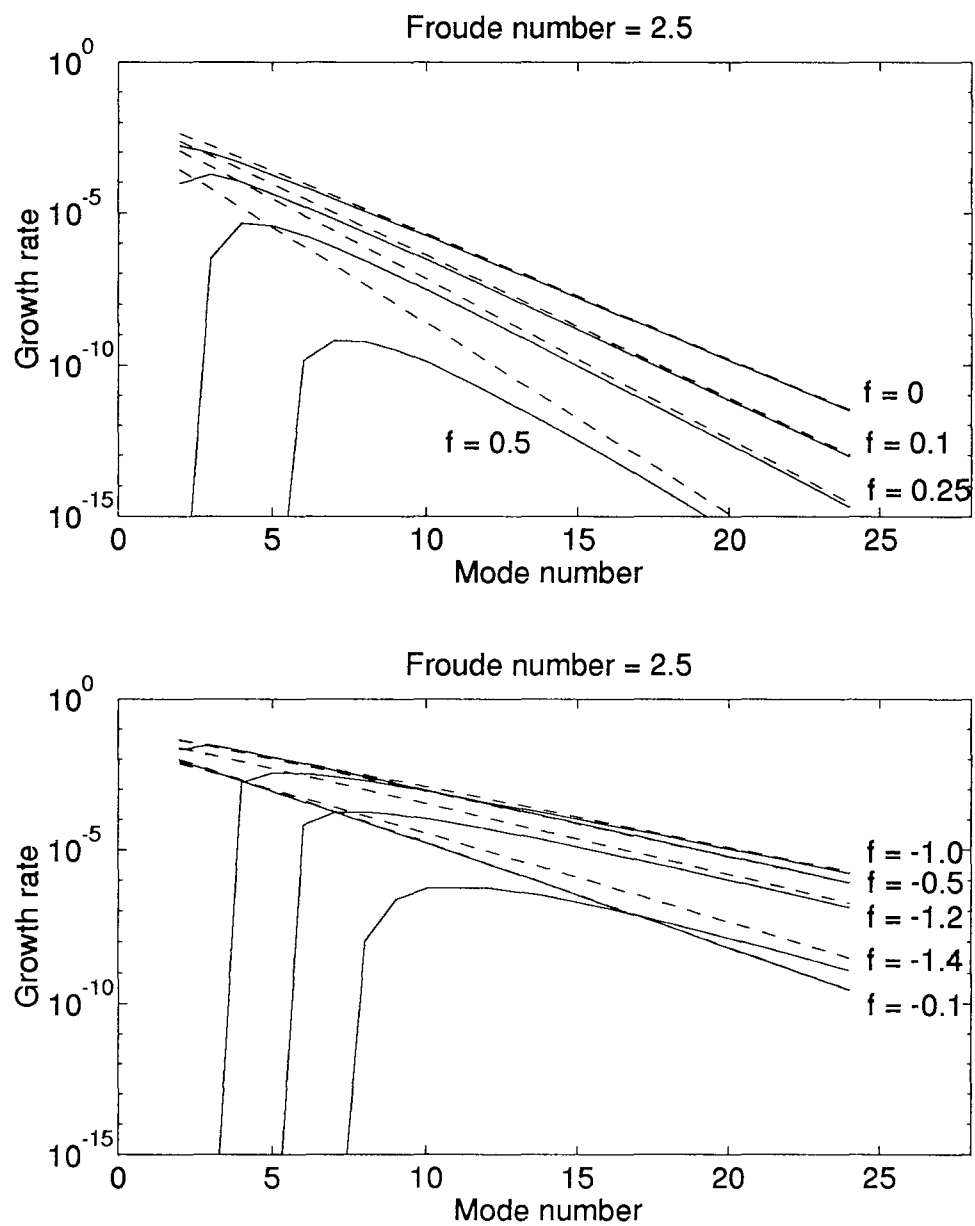 Froude number = 2.5
10^0
10^-5
10^-10
10^-15
Growth rate
f = 0
f = 0.1
f = 0.25
f = 0.5
0 5 10 15 20 25
Mode number
Froude number = 2.5
10^0
10^-5
10^-10
10^-15
Growth rate
f = -1.0
f = -0.5
f = -1.2
f = -1.4
f = -0.1
0 5 10 15 20 25
Mode number